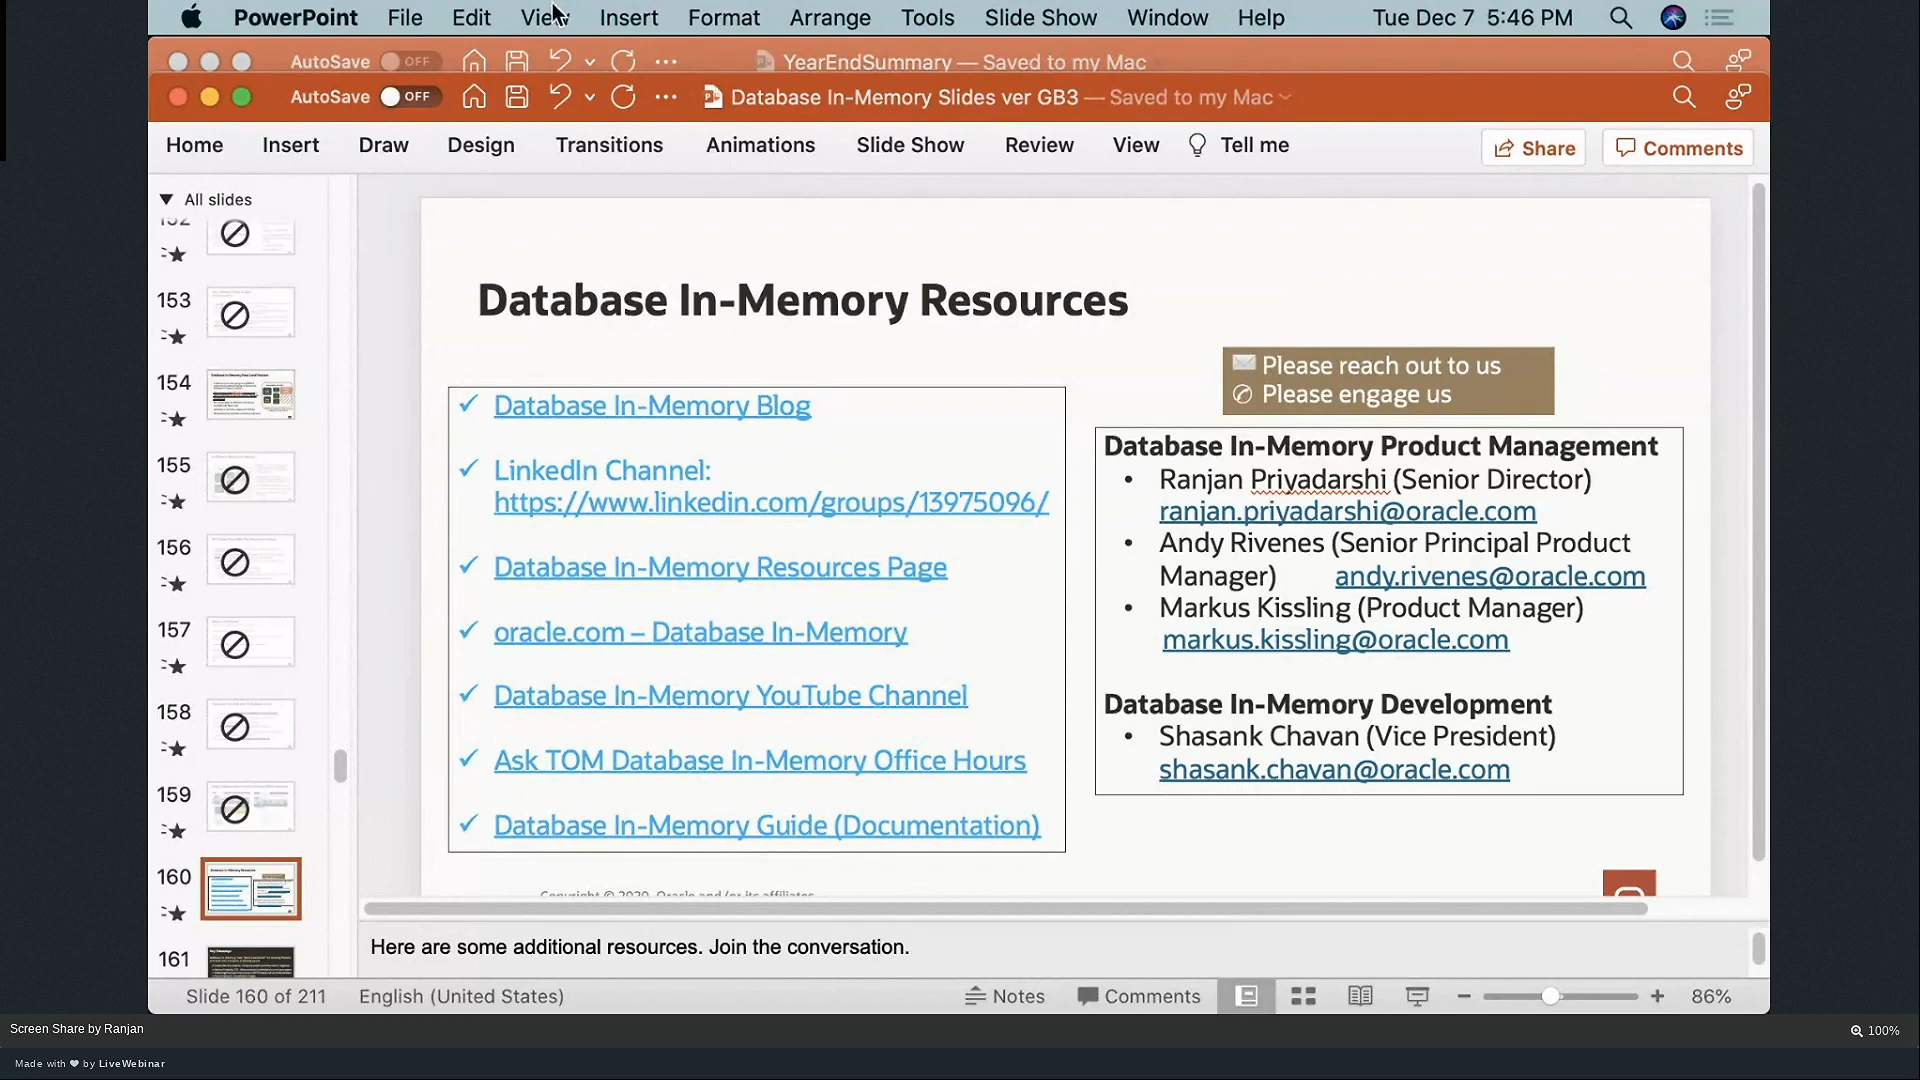 PowerPoint File Edit View Insert Format Arrange Tools Slide Show Window Help Tue Dec 7 5:46 PM
AutoSave OFF YearEndSummary — Saved to my Mac
AutoSave OFF Database In-Memory Slides ver GB3 — Saved to my Mac
Home Insert Draw Design Transitions Animations Slide Show Review View Tell me Share Comments
All slides
152
153
154
155
156
157
158
159
160
161
Database In-Memory Resources
Please reach out to us
Please engage us
✓ Database In-Memory Blog
✓ LinkedIn Channel:
https://www.linkedin.com/groups/13975096/
✓ Database In-Memory Resources Page
✓ oracle.com – Database In-Memory
✓ Database In-Memory YouTube Channel
✓ Ask TOM Database In-Memory Office Hours
✓ Database In-Memory Guide (Documentation)
Database In-Memory Product Management
• Ranjan Priyadarshi (Senior Director)
ranjan.priyadarshi@oracle.com
• Andy Rivenes (Senior Principal Product
Manager) andy.rivenes@oracle.com
• Markus Kissling (Product Manager)
markus.kissling@oracle.com
Database In-Memory Development
• Shasank Chavan (Vice President)
shasank.chavan@oracle.com
Copyright © 2020, Oracle and/or its affiliates
Here are some additional resources. Join the conversation.
Slide 160 of 211 English (United States) Notes Comments 86%
Screen Share by Ranjan 100%
Made with ❤ by LiveWebinar